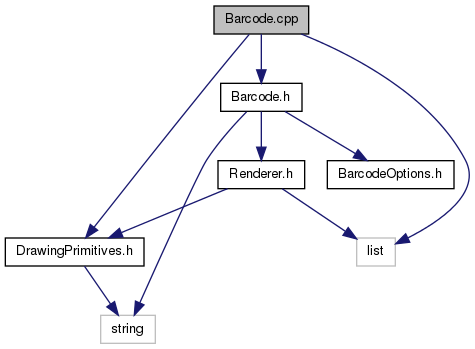 Barcode.cpp
Barcode.h
Renderer.h
BarcodeOptions.h
DrawingPrimitives.h
list
string